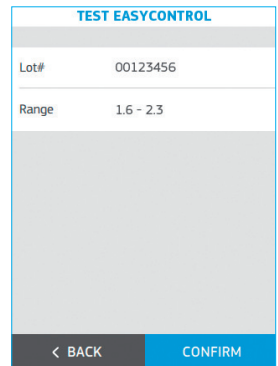 TEST EASYCONTROL
Lot# 00123456
Range 1.6 - 2.3
< BACK CONFIRM